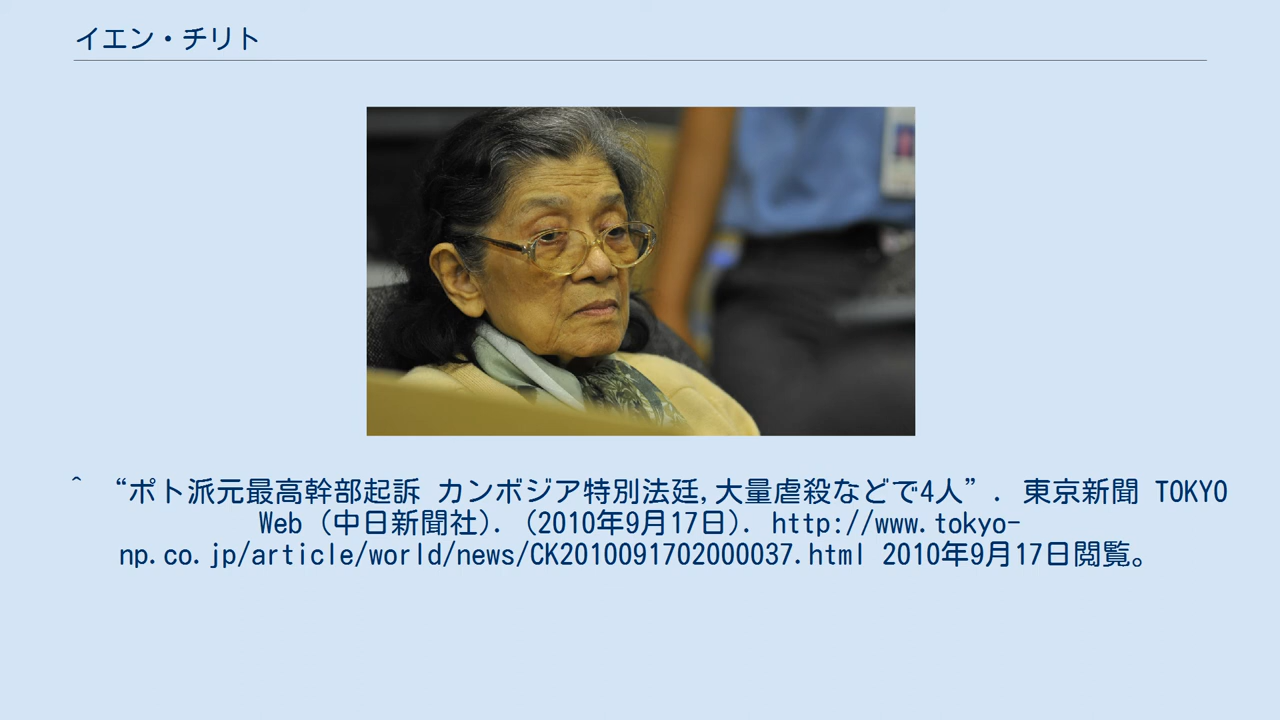 イエン・チリト
^ “ポト派元最高幹部起訴 カンボジア特別法廷,大量虐殺などで4人”. 東京新聞 TOKYO
Web (中日新聞社). (2010年9月17日). http://www.tokyo-
np.co.jp/article/world/news/CK2010091702000037.html 2010年9月17日閲覧。